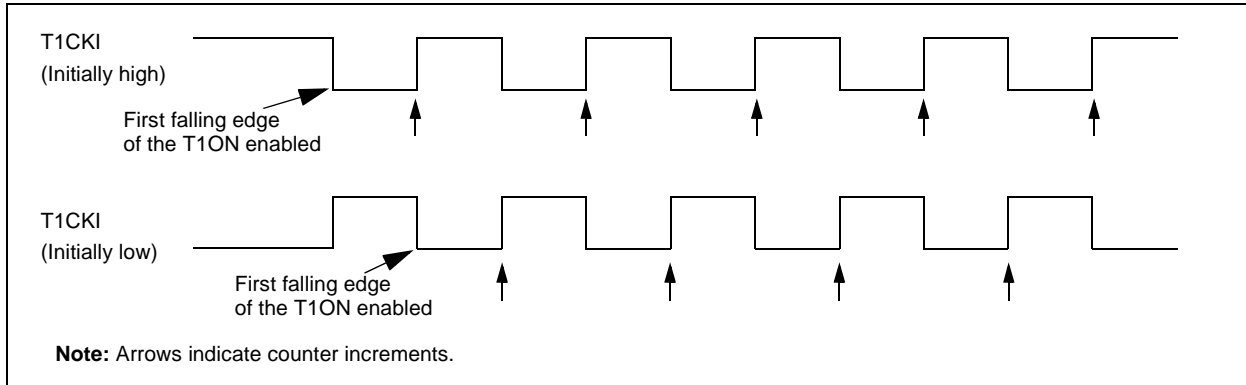 T1CKI
(Initially high)
First falling edge
of the T1ON enabled
T1CKI
(Initially low)
First falling edge
of the T1ON enabled
Note: Arrows indicate counter increments.